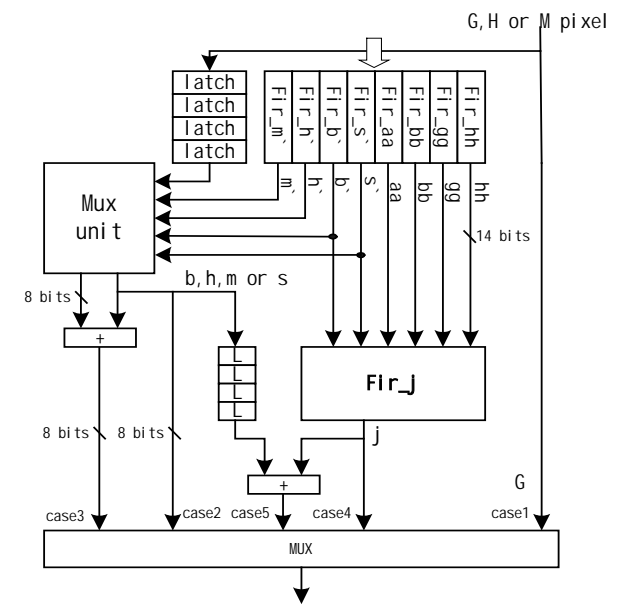 G,H or M pixel
latch
latch
latch
latch
Fir_m`
Fir_h`
Fir_b`
Fir_s`
Fir_aa
Fir_bb
Fir_gg
Fir_hh
Mux
unit
m`
h`
b`
s`
aa
bb
gg
hh
14 bits
b,h,m or s
8 bits
+
L
L
L
L
Fir_j
8 bits
8 bits
j
+
G
case3
case2
case5
case4
case1
MUX